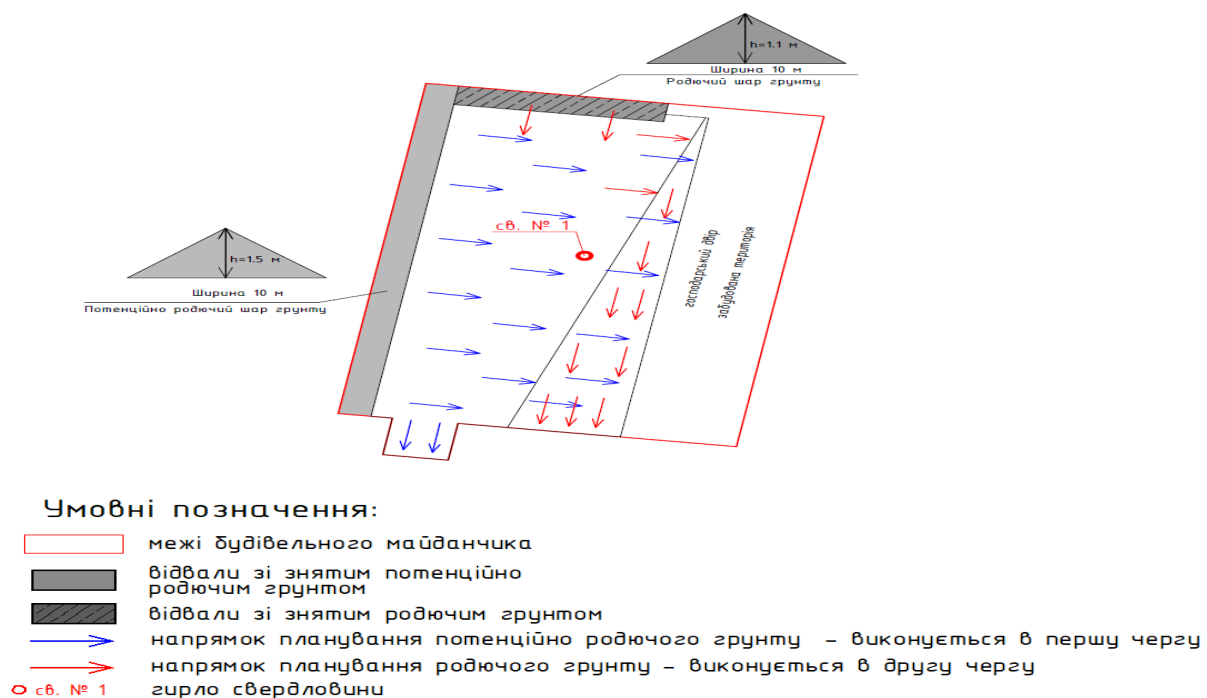 h=1.1 м
Ширина 10 м
Родючий шар грунту
св. № 1
h=1.5 м
Ширина 10 м
Потенційно родючий шар грунту
господарський двір
забудована територія
Умовні позначення:
межі будівельного майданчика
відвали зі знятим потенційно
родючим грунтом
відвали зі знятим родючим грунтом
напрямок планування потенційно родючого грунту – виконується в першу чергу
напрямок планування родючого грунту – виконується в другу чергу
св. № 1 гирло свердловини